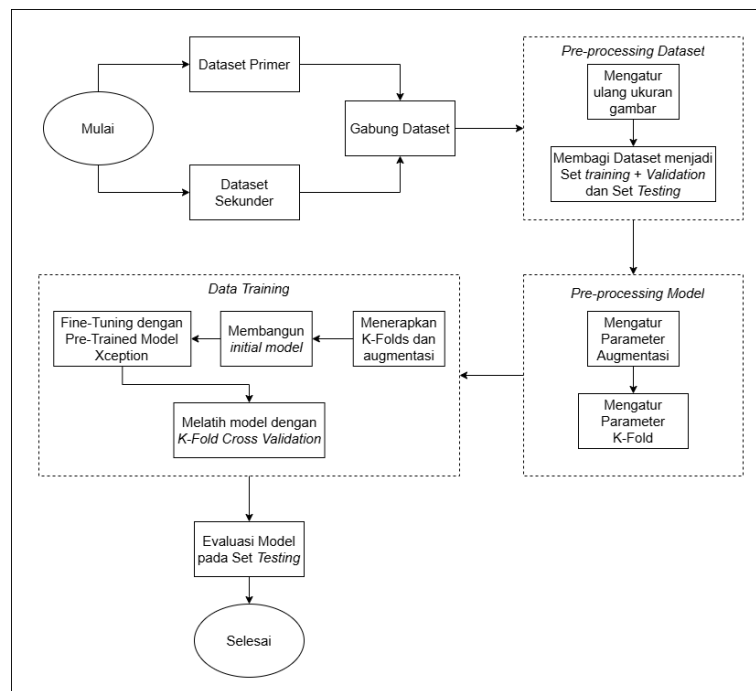 Mulai
Dataset Primer
Dataset
Sekunder
Gabung Dataset
Pre-processing Dataset
Mengatur
ulang ukuran
gambar
Membagi Dataset menjadi
Set training + Validation
dan Set Testing
Pre-processing Model
Mengatur
Parameter
Augmentasi
Mengatur
Parameter
K-Fold
Data Training
Menerapkan
K-Folds dan
augmentasi
Membangun
initial model
Fine-Tuning dengan
Pre-Trained Model
Xception
Melatih model dengan
K-Fold Cross Validation
Evaluasi Model
pada Set Testing
Selesai